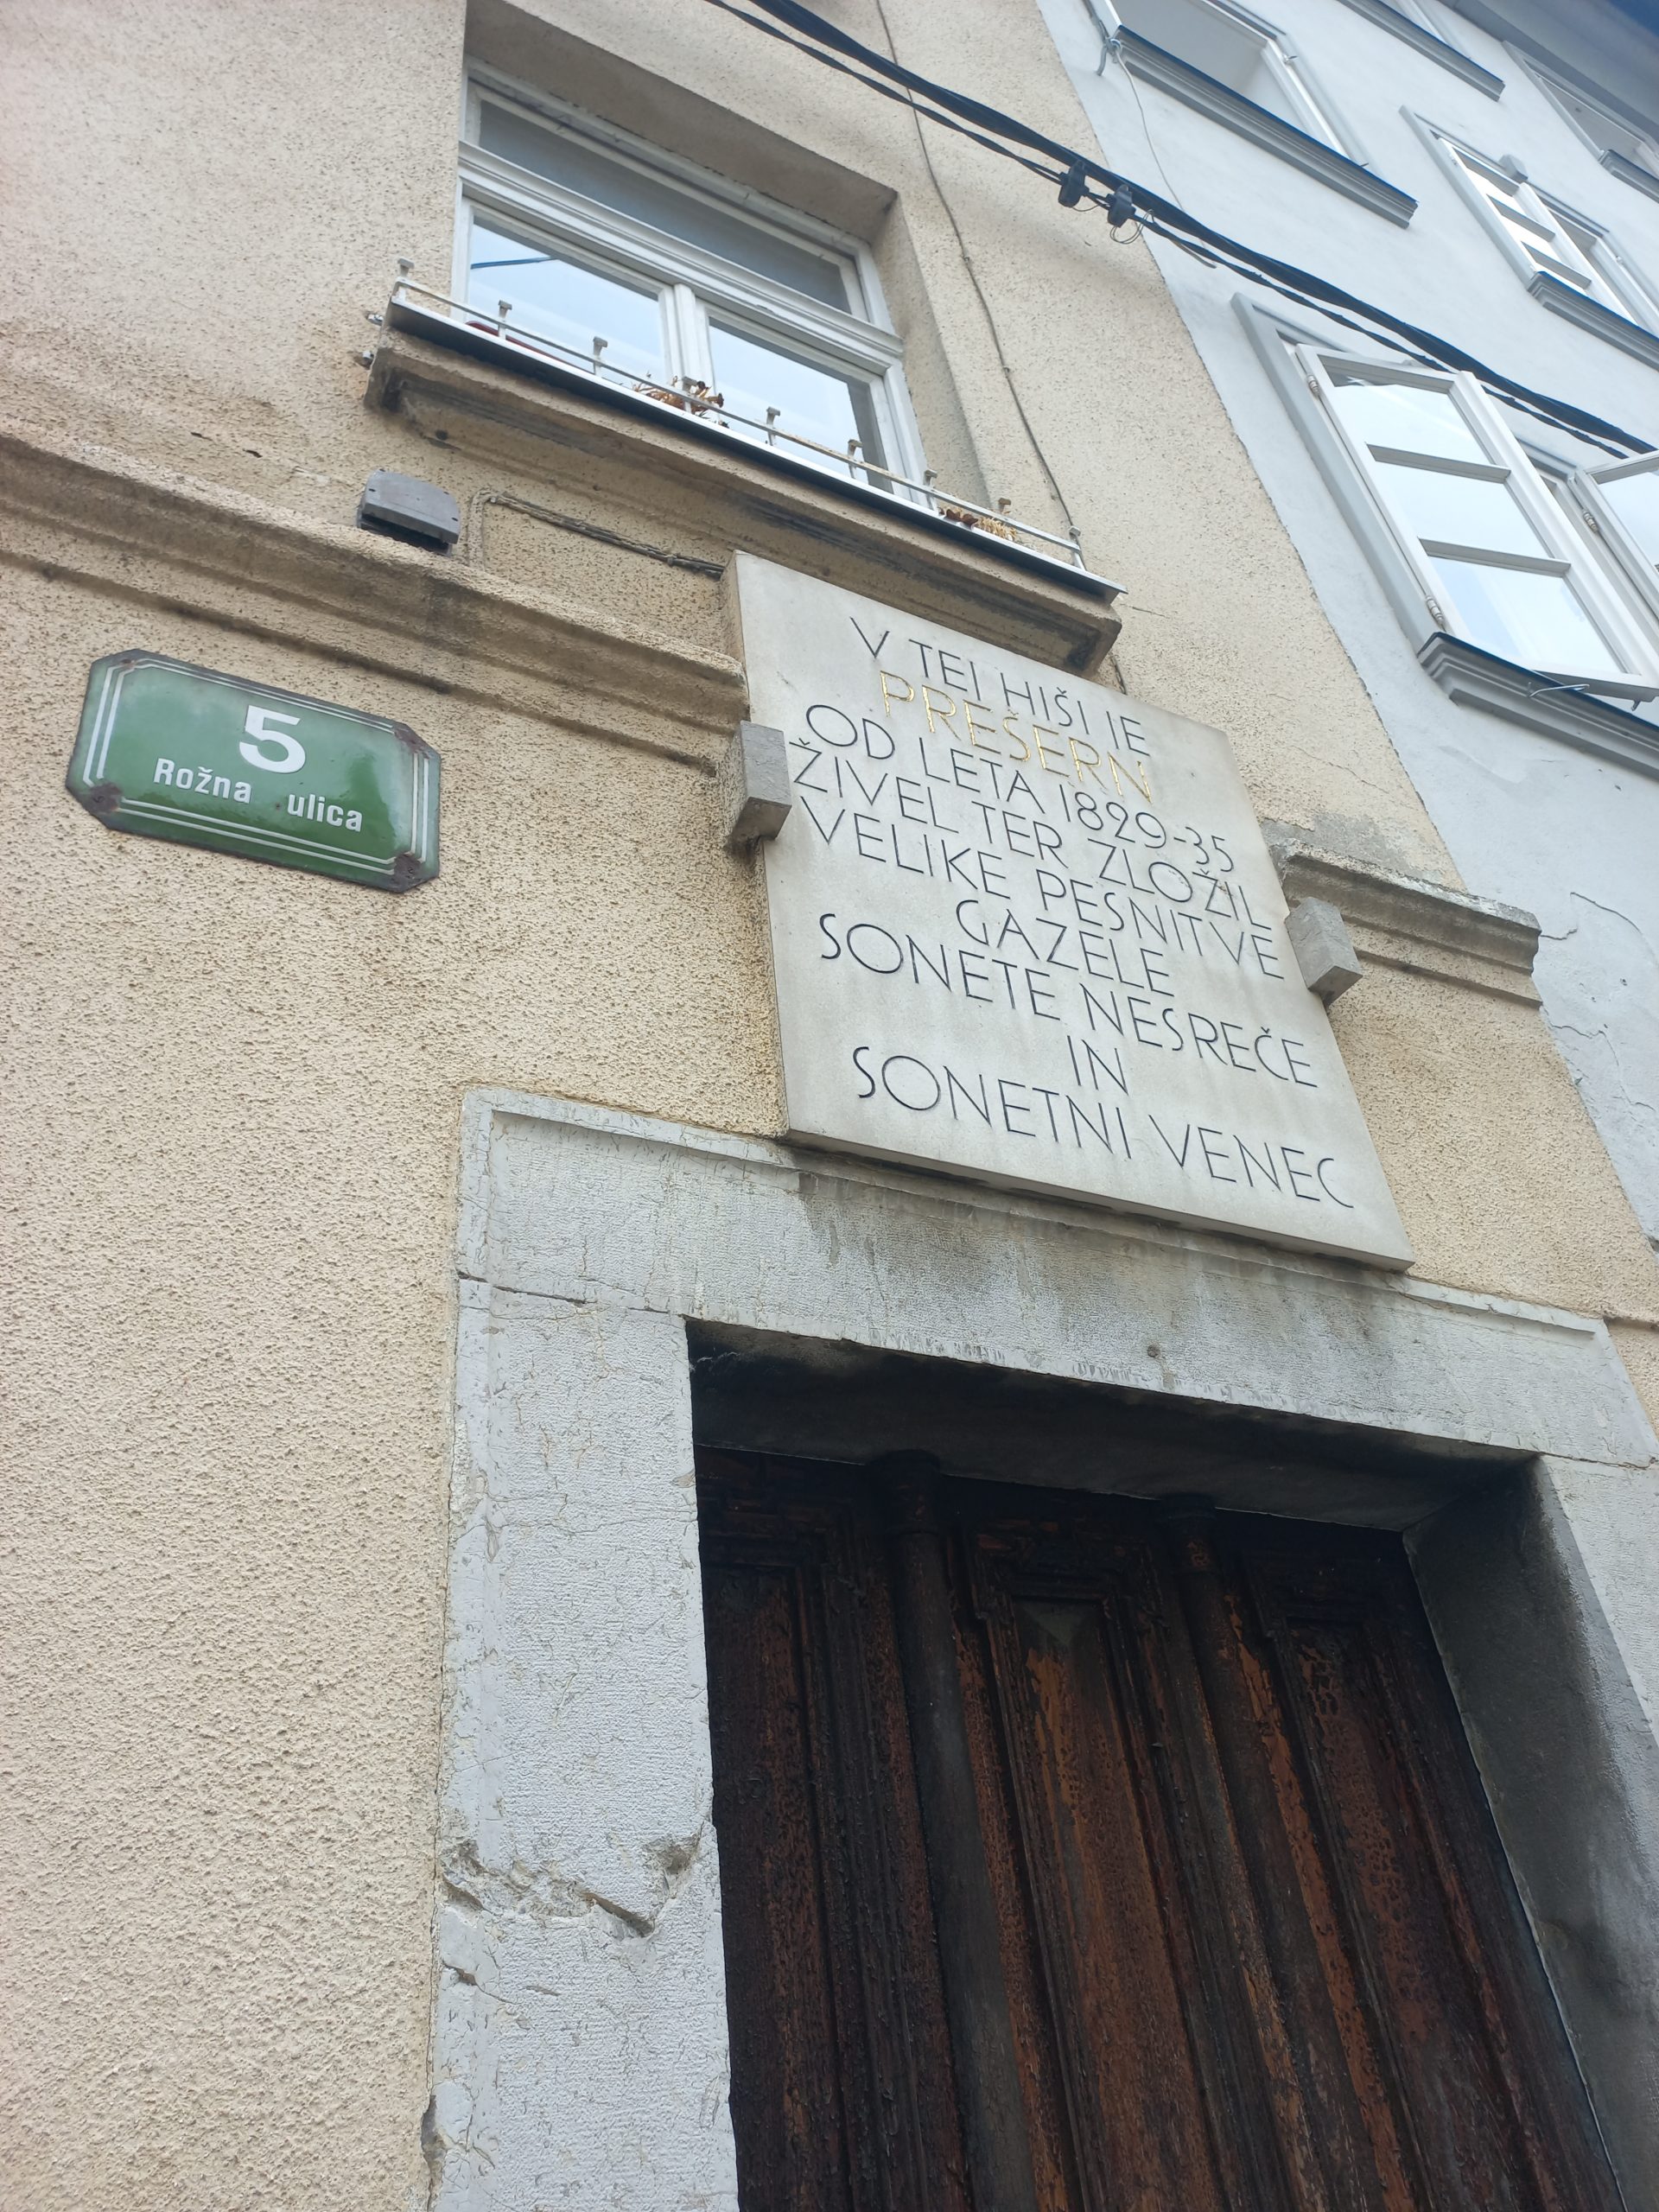 5
Rožna ulica
V TEJ HIŠI JE
PREŠERN
OD LETA 1829-35
ŽIVEL TER ZLOŽIL
VELIKE PESNITVE
GAZELE
SONETE NESREČE
IN
SONETNI VENEC